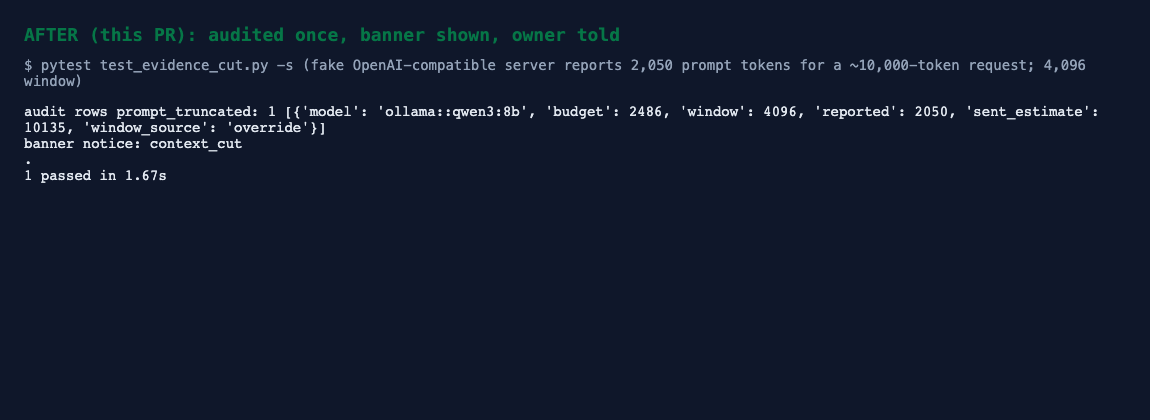 AFTER (this PR): audited once, banner shown, owner told
$ pytest test_evidence_cut.py -s (fake OpenAI-compatible server reports 2,050 prompt tokens for a ~10,000-token request; 4,096
window)
audit rows prompt_truncated: 1 [{'model': 'ollama::qwen3:8b', 'budget': 2486, 'window': 4096, 'reported': 2050, 'sent_estimate':
10135, 'window_source': 'override'}]
banner notice: context_cut
.
1 passed in 1.67s